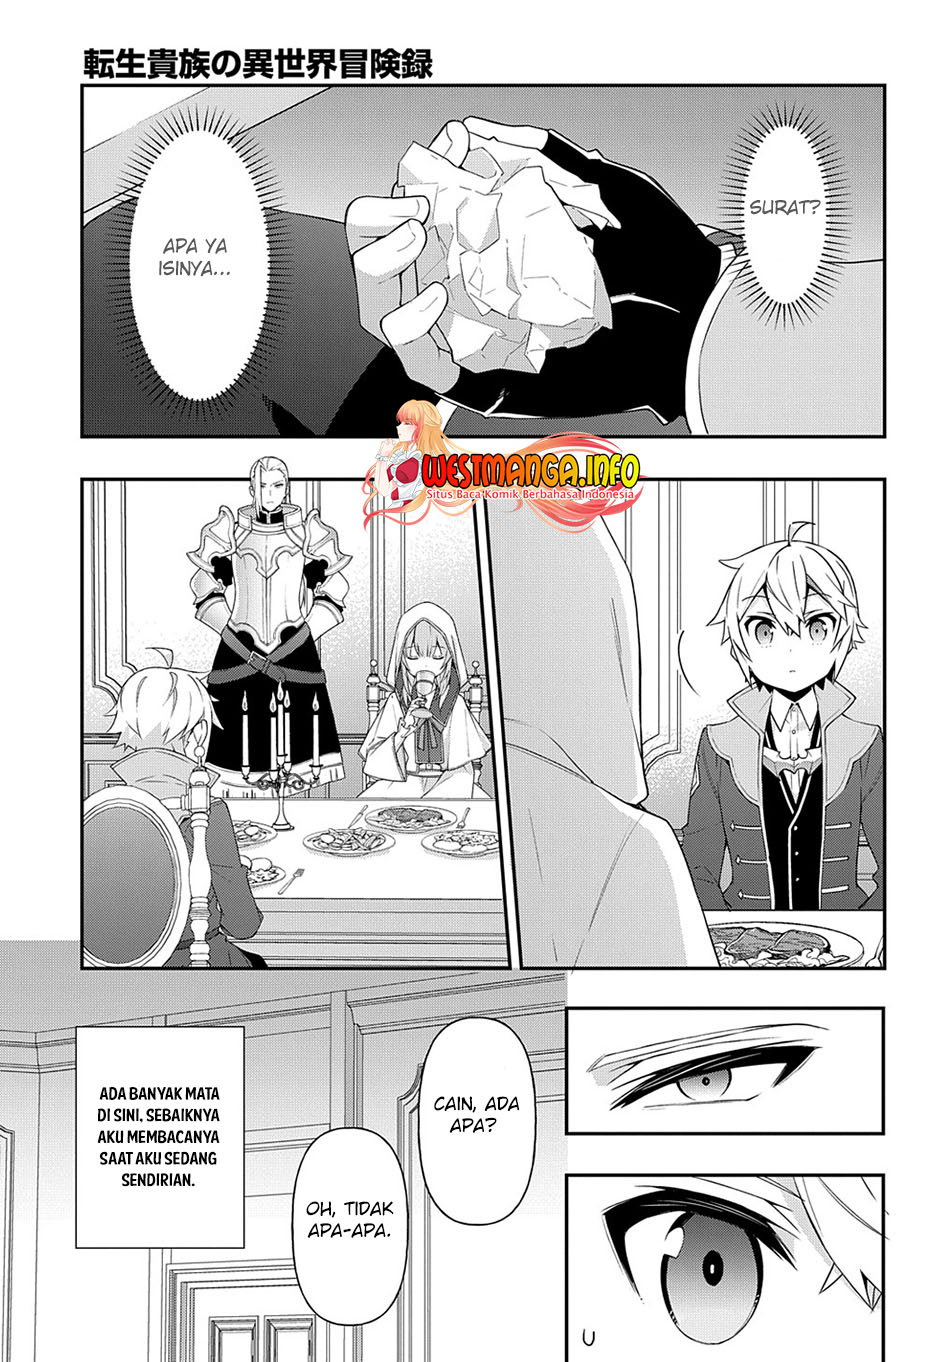 転生貴族の異世界冒険録
SURAT?
APA YA
ISINYA...
WESTMANGA.INFO
Situs Baca Komik Berbahasa Indonesia
CAIN, ADA
APA?
OH, TIDAK
APA-APA.
ADA BANYAK MATA
DI SINI. SEBAIKNYA
AKU MEMBACANYA
SAAT AKU SEDANG
SENDIRIAN.